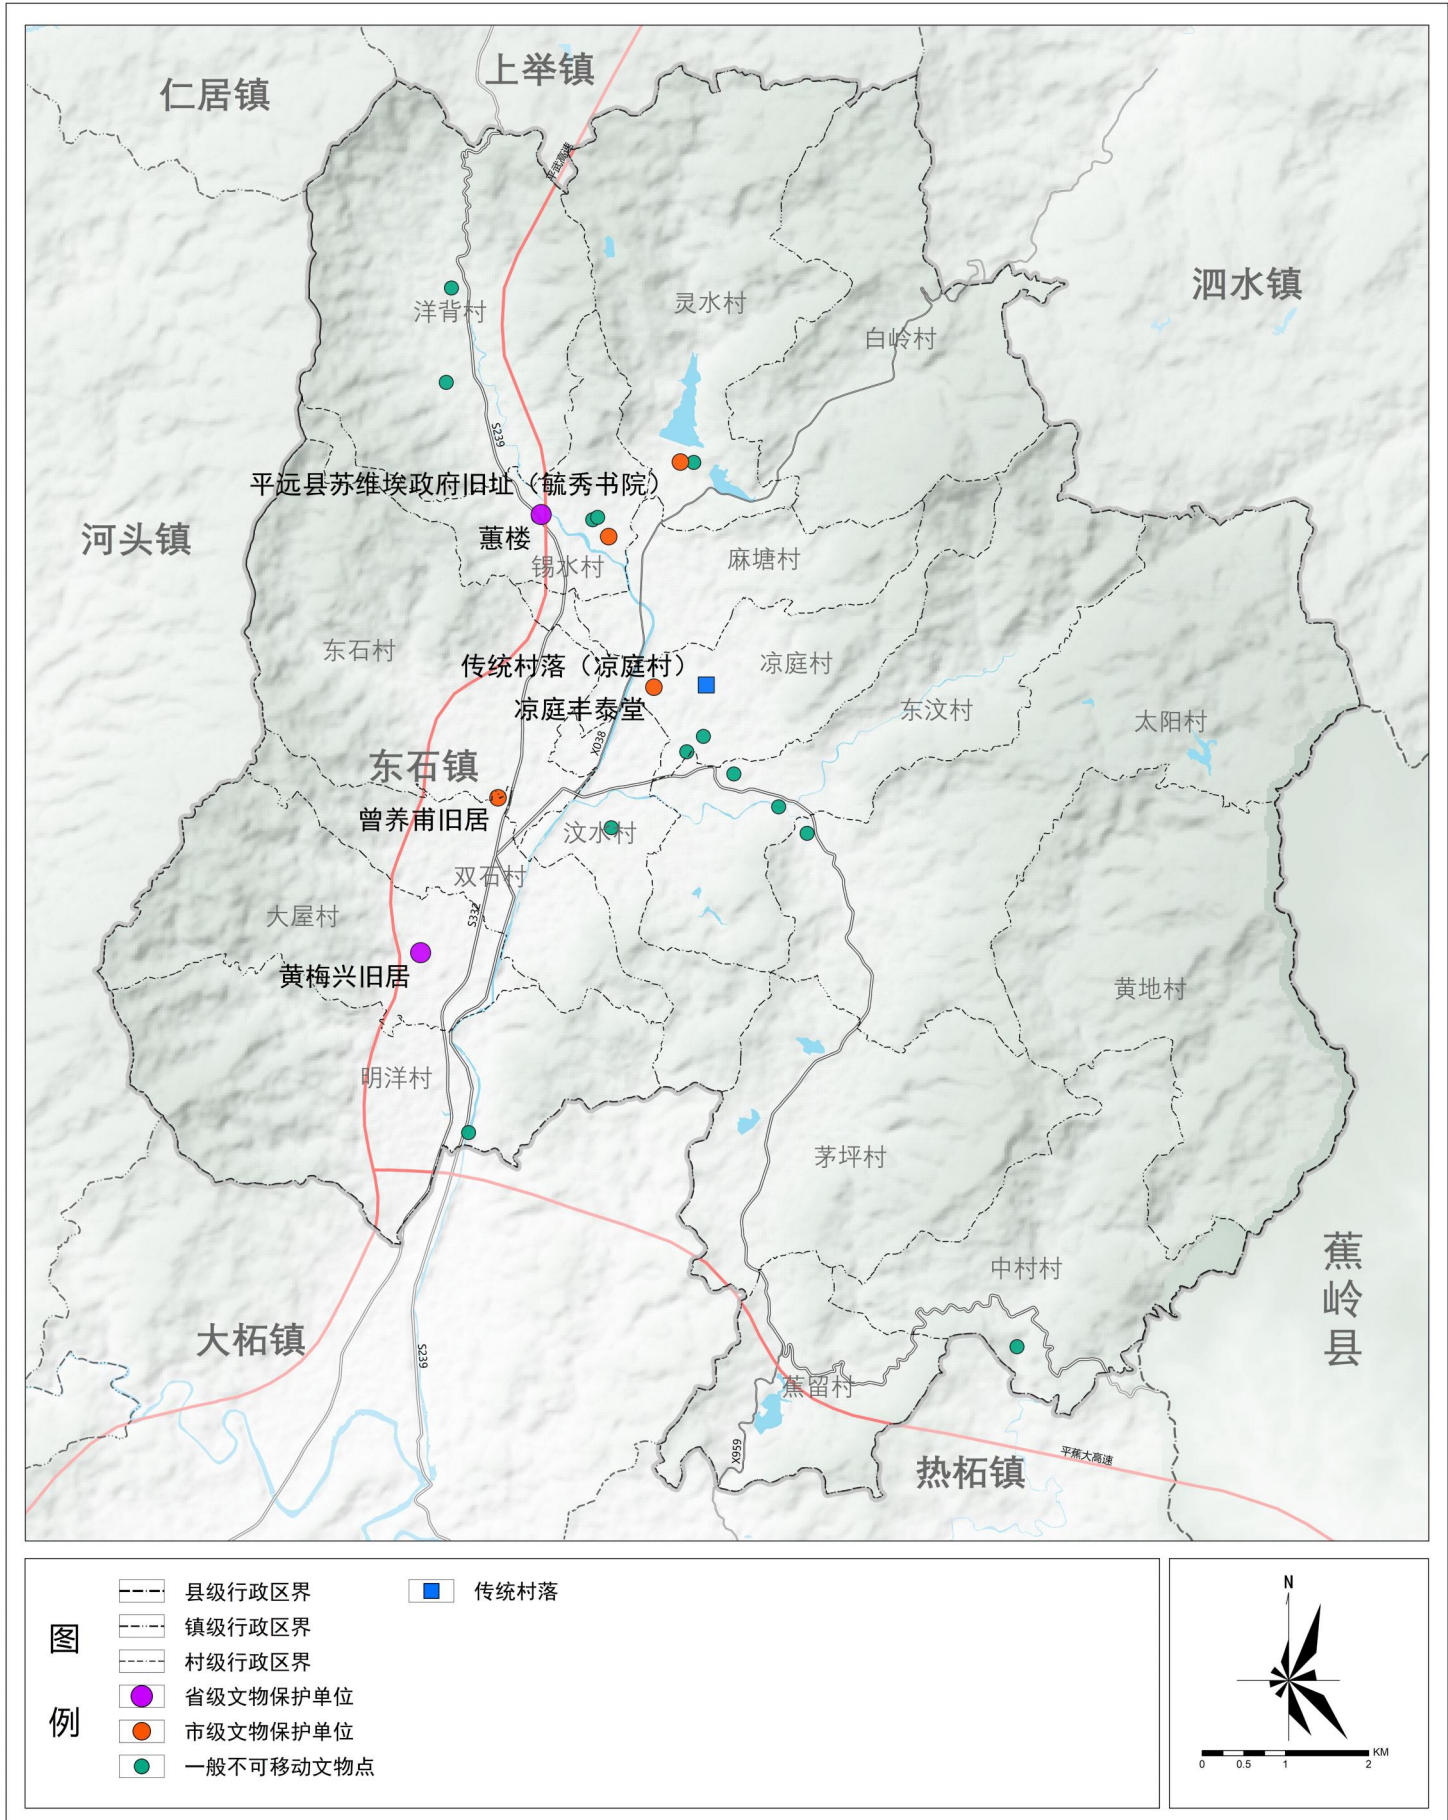 上举镇
仁居镇
平武高速
泗水镇
灵水村
洋背村
白岭村
S239
平远县苏维埃政府旧址（毓秀书院）
河头镇
蕙楼
锡水村
麻塘村
东石村
传统村落（凉庭村）
凉庭村
凉庭丰泰堂
东汶村
太阳村
X038
东石镇
曾养甫旧居
汶水村
双石村
大屋村
S332
黄梅兴旧居
黄地村
明洋村
茅坪村
中村村
蕉
岭
县
大柘镇
S239
蕉留村
X959
平蕉大高速
热柘镇
图
例
县级行政区界
镇级行政区界
村级行政区界
省级文物保护单位
市级文物保护单位
一般不可移动文物点
传统村落
N
KM
0 0.5 1 2